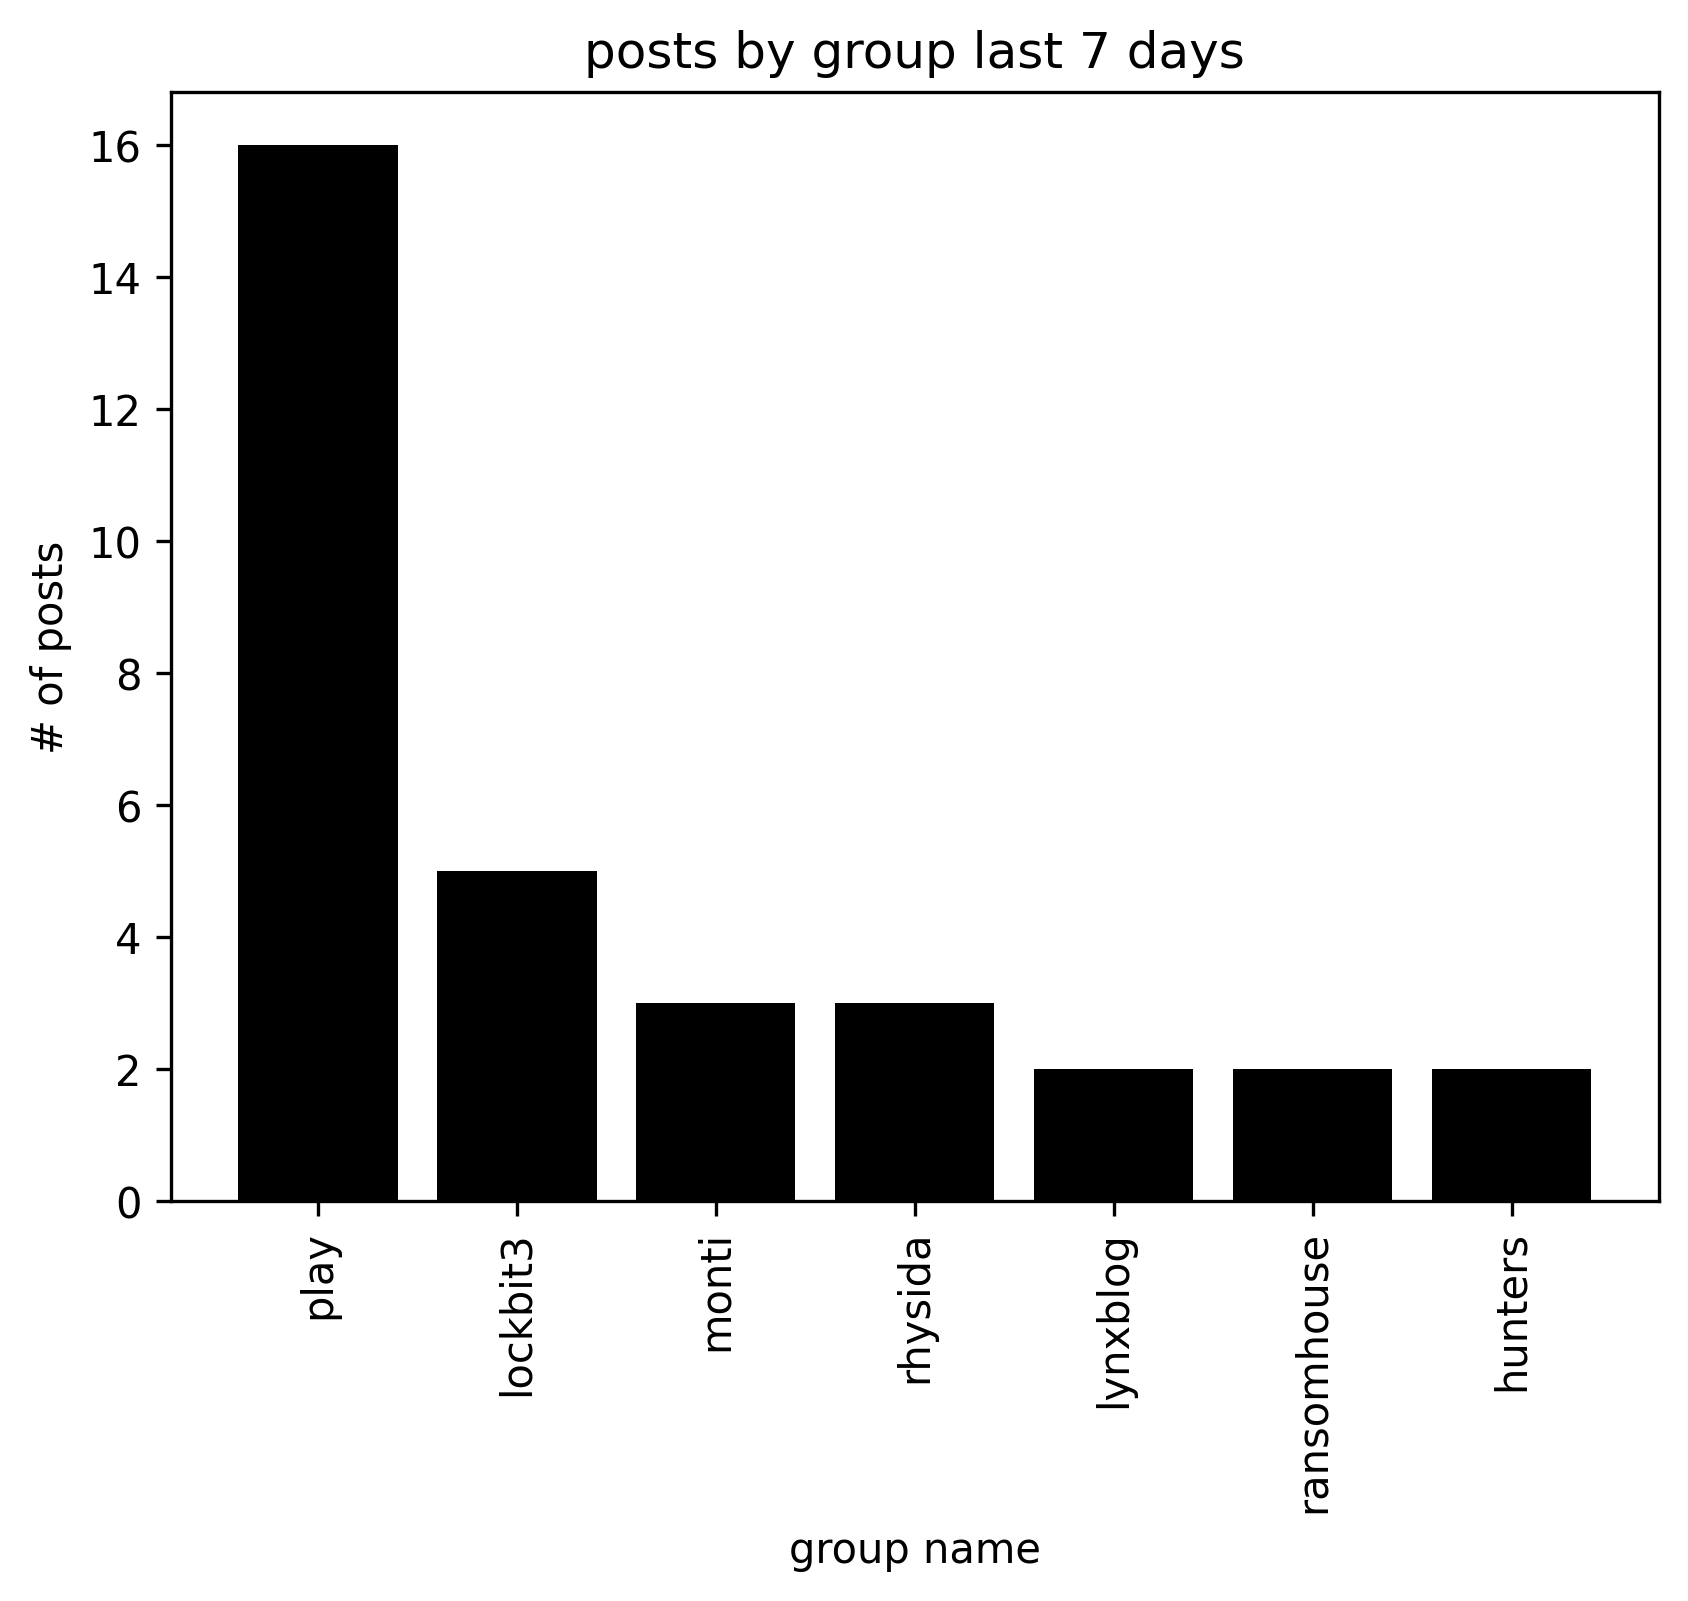 posts by group last 7 days
# of posts
16
14
12
10
8
6
4
2
0
play
lockbit3
monti
rhysida
lynxblog
ransomhouse
hunters
group name